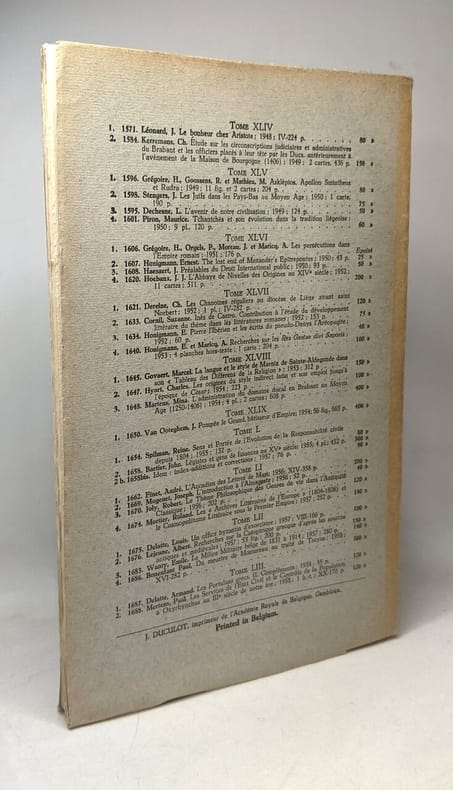 TOME XLIV
1. 1571. Léonard, J. Le bonheur chez Aristote; 1948; IV-224 p. 80 »
2. 1584. Kerremans, Ch. Étude sur les circonscriptions judiciaires et administratives
du Brabant et les officiers placés à leur tête par les Ducs, antérieurement à
l'avènement de la Maison de Bourgogne (1406); 1949; 2 cartes, 436 p. 150 »
TOME XLV
1. 1596. Grégoire, H., Goossens, R. et Mathieu, M. Asklèpios, Apollon Smintheus
et Rudra; 1949; 11 fig. et 2 cartes; 204 p. 80 »
2. 1598. Stengers, J. Les Juifs dans les Pays-Bas au Moyen Age; 1950; 1 carte,
190 p. 75 »
3. 1595. Dechesne, L. L'avenir de notre civilisation; 1949; 124 p. 50 »
4. 1601. Piron, Maurice. Tchantchès et son évolution dans la tradition liégeoise;
1950; 9 pl., 120 p. 60 »
TOME XLVI
1. 1606. Grégoire, H., Orgels, P., Moreau, J. et Maricq, A. Les persécutions dans
l'Empire romain; 1951; 176 p. Épuisé
2. 1607. Honigmann, Ernest. The lost end of Menander's Epitrepontes; 1950; 43 p. 25 »
3. 1608. Haesaert, J. Préalables du Droit International public; 1950; 93 p. 50 »
4. 1620. Hoebanx, J. J. L'Abbaye de Nivelles des Origines au XIVe siècle; 1952;
11 cartes; 511 p. 200 »
TOME XLVII
1. 1621. Dereine, Ch. Les Chanoines réguliers au diocèse de Liège avant saint
Norbert; 1952; 1 pl.; IV-282 p. 120 »
2. 1633. Cornil, Suzanne. Inès de Castro. Contribution à l'étude du développement
littéraire du thème dans les littératures romanes; 1952; 153 p. 75 »
3. 1634. Honigmann, E. Pierre l'Ibérien et les écrits du pseudo-Denys l'Aréopagite;
1952; 60 p. 40 »
4. 1640. Honigmann, E. et Maricq, A. Recherches sur les Res Gestae divi Saporis;
1953; 4 planches hors-texte; 1 carte; 204 p.
TOME XLVIII
1. 1645. Govaert, Marcel. La langue et le style de Marnix de Sainte-Aldegonde dans
son « Tableau des Différens de la Religion »; 1953; 312 p.
2. 1647. Hyart, Charles. Les origines du style indirect latin et son emploi jusqu'à
l'époque de César; 1954; 223 p.
3. 1648. Martens, Mina. L'administration du domaine ducal en Brabant au Moyen
Age (1250-1406); 1954; 4 pl.; 2 cartes; 608 p. 400 »
TOME XLIX
1. 1650. Van Ooteghem, J. Pompée le Grand, bâtisseur d'Empire; 1954; 56 fig., 665 p. 400 »
TOME L
1. 1654. Spilman, Reine. Sens et Portée de l'Evolution de la Responsabilité civile
depuis 1804; 1955; 132 p.
2. 1658. Bartier, John. Légistes et gens de finances au XVe siècle; 1955; 4 pl; 452 p.
2 b. 1658bis. Idem: index-additions et corrections; 1957; 76 p.
TOME LI
1. 1662. Finet, André. L'Accadien des Lettres de Mari; 1956; XIV-358 p.
2. 1669. Mogenet, Joseph. L'introduction à l'Almageste; 1956; 52 p.
3. 1670. Joly, Robert. Le Thème Philosophique des Genres de vie dans l'Antiquité
Classique; 1956; 202 p.
4. 1674. Mortier, Roland. Les « Archives Littéraires de l'Europe » (1804-1808) et
le Cosmopolitisme Littéraire sous le Premier Empire; 1957; 252 p.
TOME LII
1. 1675. Delatte, Louis. Un office byzantin d'exorcisme; 1957; VIII-166 p.
2. 1676. Lejeune, Albert. Recherches sur la Catoptrique grecque d'après les sources
antiques et médiévales; 1957; 55 fig.; 200 p.
3. 1683. Wanty, Emile. Le Milieu Militaire belge de 1831 à 1914; 1957; 280 p.
4. 1686. Bonenfant Paul. Du meurtre de Montereau au traité de Troyes; 1958;
XVI-282 p.
TOME LIII.
1. 1687. Delatte, Armand. Les Portulans grecs. II. Compléments; 1958; 85 p.
2. 1688. Mertens, Paul. Les Services de l'État Civil et le Contrôle de la Population
à Oxyrhynchus au IIIe siècle de notre ère; 1958; 1 h.-t.; XX-170 p. 120 »
J. DUCULOT, imprimeur de l'Académie Royale de Belgique, Gembloux.
Printed in Belgium.